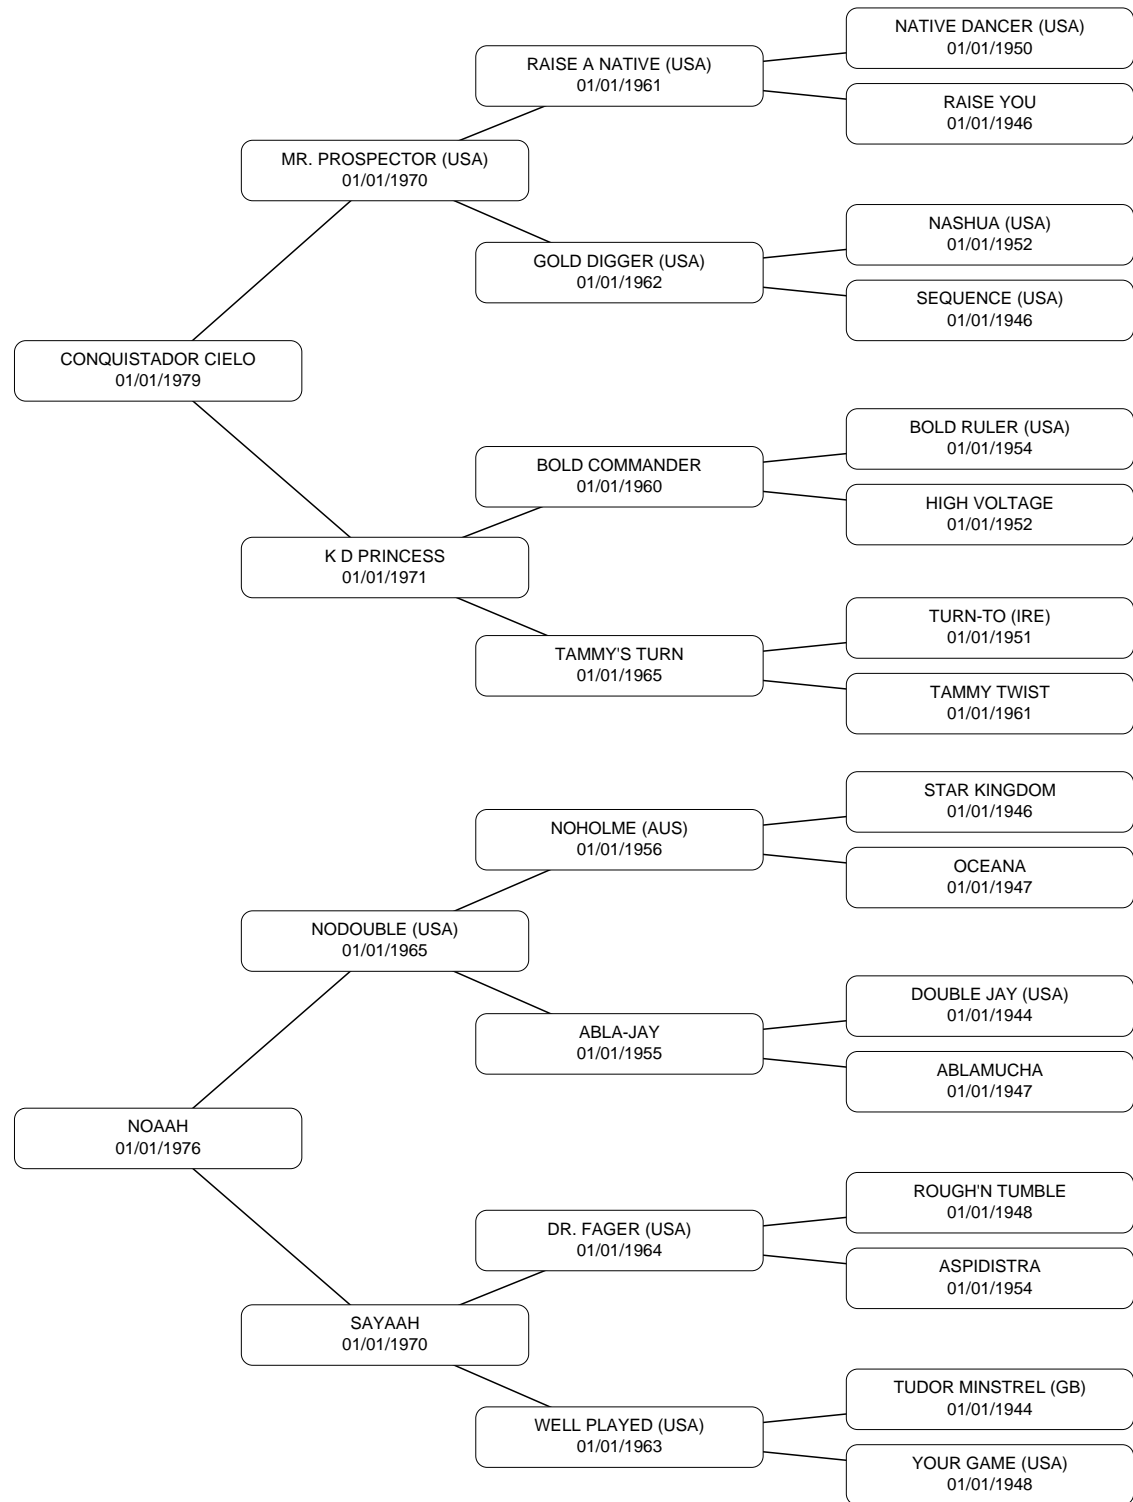 NATIVE DANCER (USA)
01/01/1950
RAISE A NATIVE (USA)
01/01/1961
RAISE YOU
01/01/1946
MR. PROSPECTOR (USA)
01/01/1970
NASHUA (USA)
01/01/1952
GOLD DIGGER (USA)
01/01/1962
SEQUENCE (USA)
01/01/1946
CONQUISTADOR CIELO
01/01/1979
BOLD RULER (USA)
01/01/1954
BOLD COMMANDER
01/01/1960
HIGH VOLTAGE
01/01/1952
K D PRINCESS
01/01/1971
TURN-TO (IRE)
01/01/1951
TAMMY'S TURN
01/01/1965
TAMMY TWIST
01/01/1961
STAR KINGDOM
01/01/1946
NOHOLME (AUS)
01/01/1956
OCEANA
01/01/1947
NODOUBLE (USA)
01/01/1965
DOUBLE JAY (USA)
01/01/1944
ABLA-JAY
01/01/1955
ABLAMUCHA
01/01/1947
NOAAH
01/01/1976
ROUGH'N TUMBLE
01/01/1948
DR. FAGER (USA)
01/01/1964
ASPIDISTRA
01/01/1954
SAYAAH
01/01/1970
TUDOR MINSTREL (GB)
01/01/1944
WELL PLAYED (USA)
01/01/1963
YOUR GAME (USA)
01/01/1948